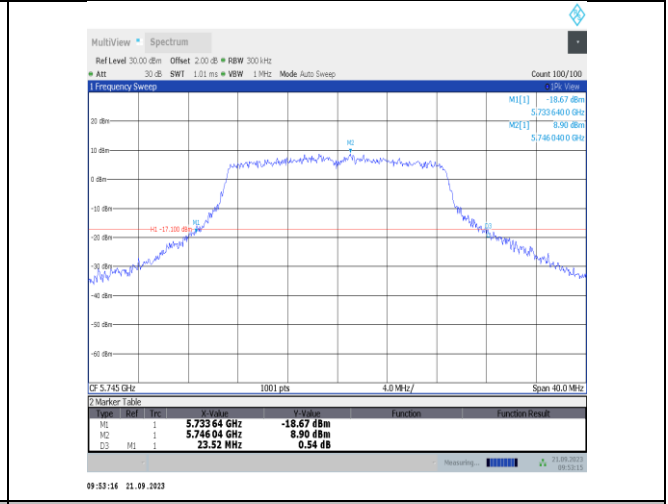 MultiView Spectrum
Ref Level 30.00 dBm Offset 2.00 dB RBW 300 kHz
Att 30 dB SWT 1.01 ms VBW 1 MHz Mode Auto Sweep Count 100/100
1 Frequency Sweep 1Pk View
M1[1] -18.67 dBm
5.733 640 0 GHz
M2[1] 8.90 dBm
5.746 040 0 GHz
20 dBm
M2
10 dBm
0 dBm
-10 dBm
M1
H1 -17.100 dBm
D3
-20 dBm
-30 dBm
-40 dBm
-50 dBm
-60 dBm
CF 5.745 GHz 1001 pts 4.0 MHz/ Span 40.0 MHz
2 Marker Table
Type Ref Trc X-Value Y-Value Function Function Result
M1 1 5.733 64 GHz -18.67 dBm
M2 1 5.746 04 GHz 8.90 dBm
D3 M1 1 23.52 MHz 0.54 dB
Measuring... 21.09.2023
09:53:15
09:53:16 21.09.2023